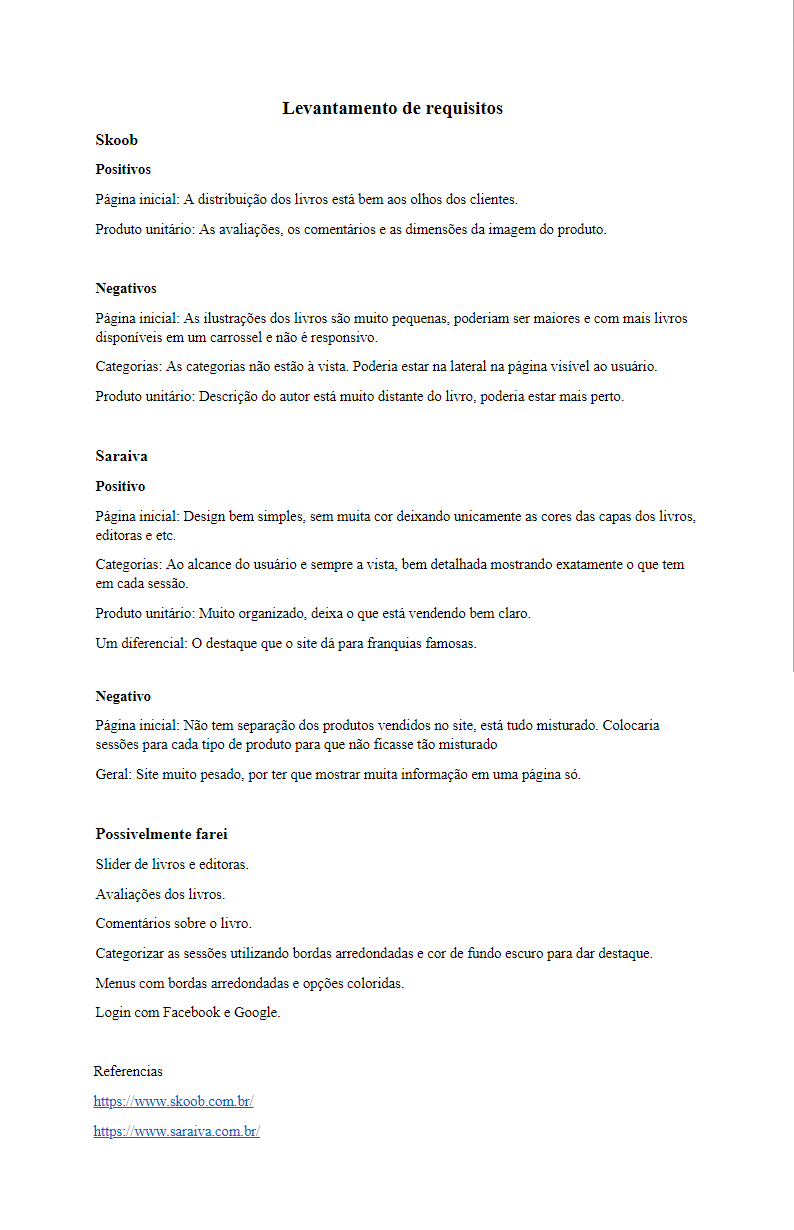 Levantamento de requisitos
Skoob
Positivos
Página inicial: A distribuição dos livros está bem aos olhos dos clientes.
Produto unitário: As avaliações, os comentários e as dimensões da imagem do produto.
Negativos
Página inicial: As ilustrações dos livros são muito pequenas, poderiam ser maiores e com mais livros
disponíveis em um carrossel e não é responsivo.
Categorias: As categorias não estão à vista. Poderia estar na lateral na página visível ao usuário.
Produto unitário: Descrição do autor está muito distante do livro, poderia estar mais perto.
Saraiva
Positivo
Página inicial: Design bem simples, sem muita cor deixando unicamente as cores das capas dos livros,
editoras e etc.
Categorias: Ao alcance do usuário e sempre a vista, bem detalhada mostrando exatamente o que tem
em cada sessão.
Produto unitário: Muito organizado, deixa o que está vendendo bem claro.
Um diferencial: O destaque que o site dá para franquias famosas.
Negativo
Página inicial: Não tem separação dos produtos vendidos no site, está tudo misturado. Colocaria
sessões para cada tipo de produto para que não ficasse tão misturado
Geral: Site muito pesado, por ter que mostrar muita informação em uma página só.
Possivelmente farei
Slider de livros e editoras.
Avaliações dos livros.
Comentários sobre o livro.
Categorizar as sessões utilizando bordas arredondadas e cor de fundo escuro para dar destaque.
Menus com bordas arredondadas e opções coloridas.
Login com Facebook e Google.
Referencias
https://www.skoob.com.br/
https://www.saraiva.com.br/